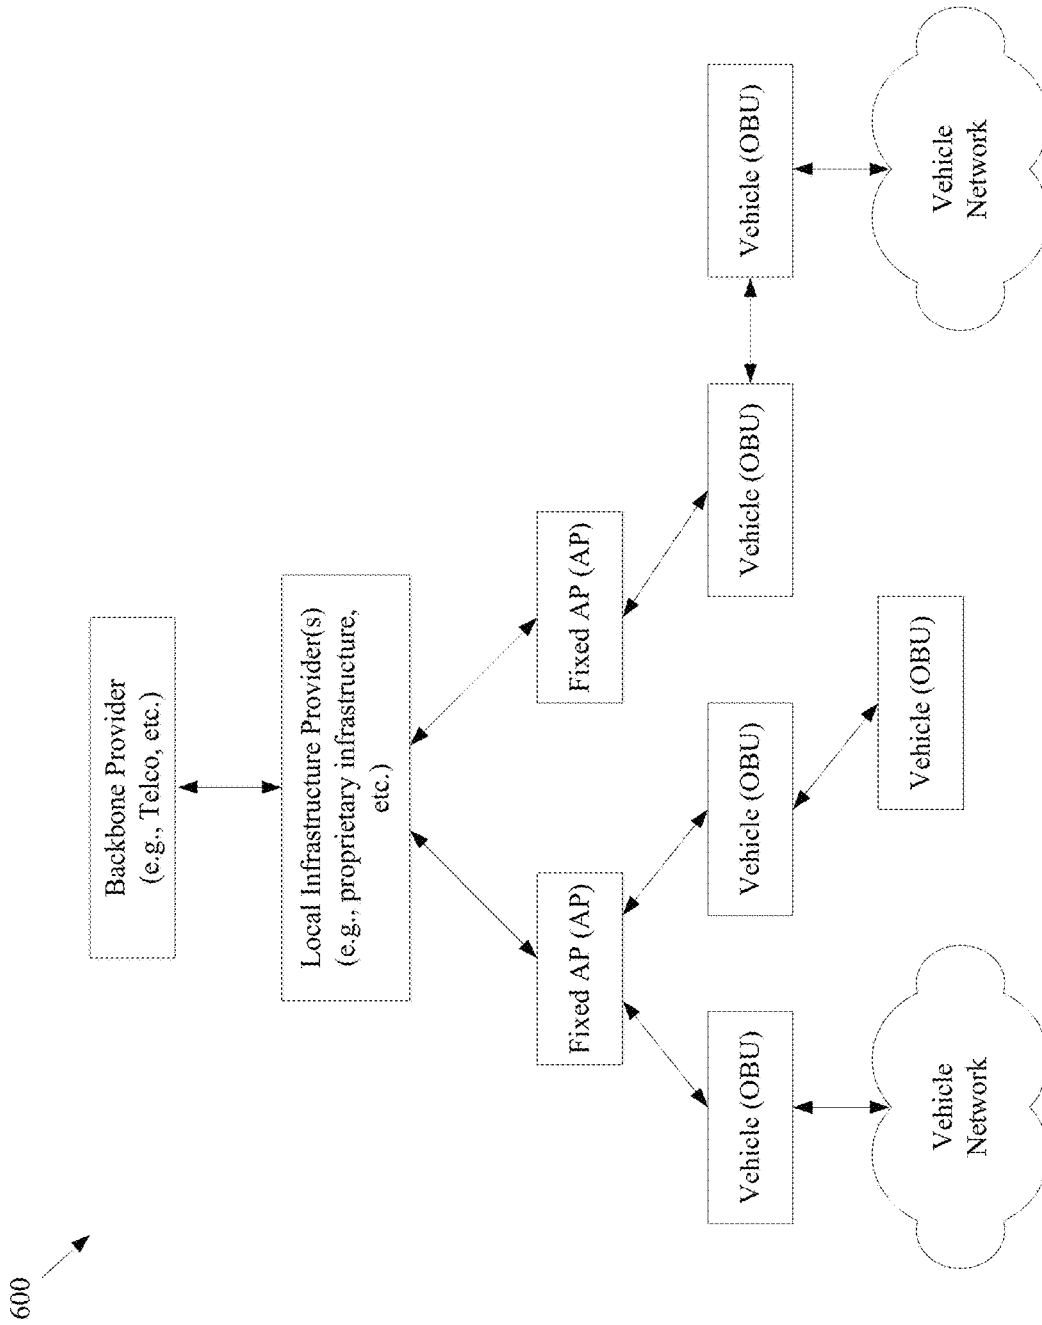 600
Backbone Provider
(e.g., Telco, etc.)
Local Infrastructure Provider(s)
(e.g., proprietary infrastructure,
etc.)
Fixed AP (AP)
Fixed AP (AP)
Vehicle (OBU)
Vehicle (OBU)
Vehicle (OBU)
Vehicle (OBU)
Vehicle
Network
Vehicle (OBU)
Vehicle
Network